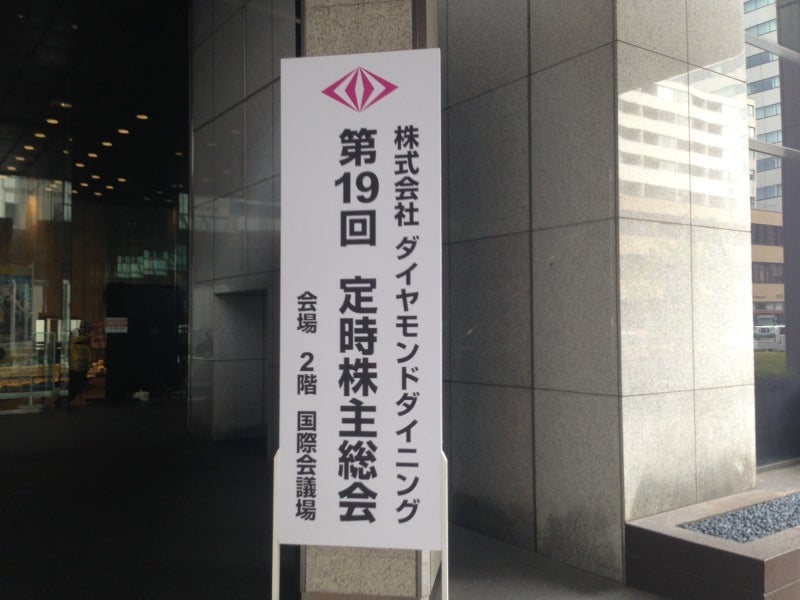 株式会社 ダイヤモンドダイニング
第19回 定時株主総会
会場 2階 国際会議場